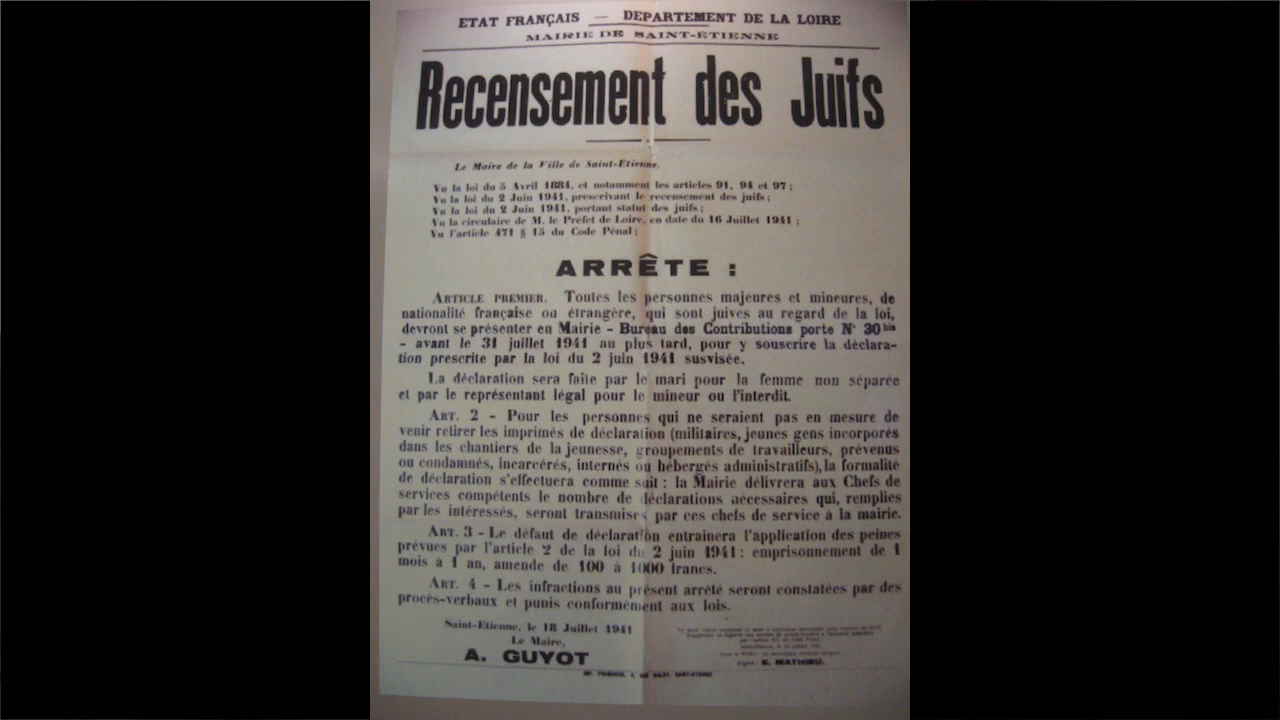 ETAT FRANÇAIS — DEPARTEMENT DE LA LOIRE
MAIRIE DE SAINT-ÉTIENNE
Recensement des Juifs
Le Maire de la Ville de Saint-Etienne,
Vu la loi du 5 Avril 1884, et notamment les articles 91, 94 et 97 ;
Vu la loi du 2 Juin 1941, prescrivant le recensement des juifs ;
Vu la loi du 2 Juin 1941, portant statut des juifs ;
Vu la circulaire de M. le Préfet de Loire, en date du 16 Juillet 1941 ;
Vu l'article 471 § 15 du Code Pénal ;
ARRÊTE :
ARTICLE PREMIER. Toutes les personnes majeures et mineures, de
nationalité française ou étrangère, qui sont juives au regard de la loi,
devront se présenter en Mairie - Bureau des Contributions porte N° 30 bis
- avant le 31 juillet 1941 au plus tard, pour y souscrire la déclara-
tion prescrite par la loi du 2 juin 1941 susvisée.
La déclaration sera faite par le mari pour la femme non séparée
et par le représentant légal pour le mineur ou l'interdit.
ART. 2 - Pour les personnes qui ne seraient pas en mesure de
venir retirer les imprimés de déclaration (militaires, jeunes gens incorporés
dans les chantiers de la jeunesse, groupements de travailleurs, prévenus
ou condamnés, incarcérés, internés ou hébergés administratifs), la formalité
de déclaration s'effectuera comme suit : la Mairie délivrera aux Chefs de
services compétents le nombre de déclarations nécessaires qui, remplies
par les intéressés, seront transmises par ces chefs de service à la mairie.
ART. 3 - Le défaut de déclaration entrainera l'application des peines
prévues par l'article 2 de la loi du 2 juin 1941 : emprisonnement de 1
mois à 1 an, amende de 100 à 1000 francs.
ART. 4 - Les infractions au présent arrêté seront constatées par des
procès-verbaux et punis conformément aux lois.
Saint-Etienne, le 18 Juillet 1941
Le Maire,
A. GUYOT
signé : E. MATHIEU.